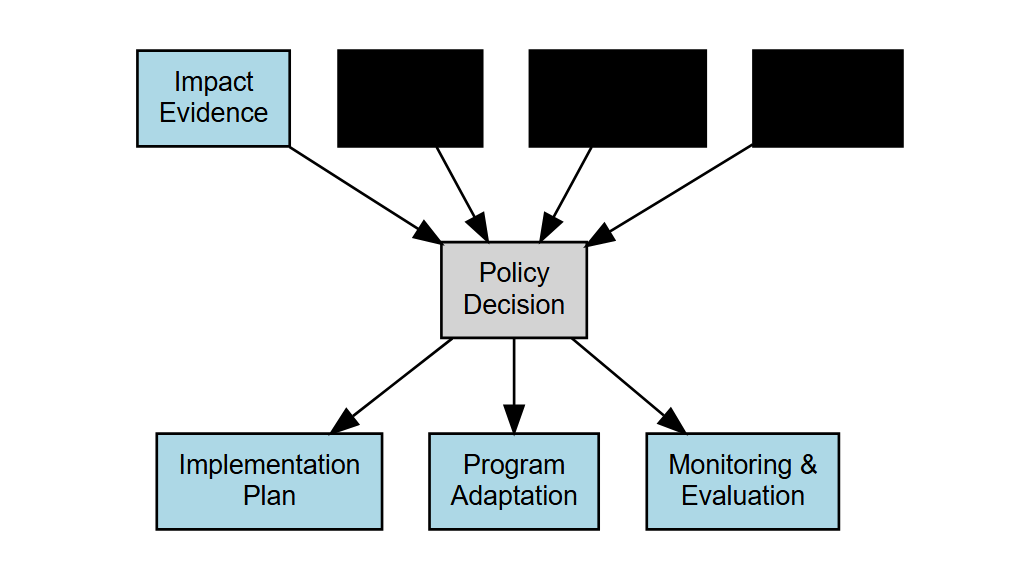 Impact
Evidence
Policy
Decision
Implementation
Plan
Program
Adaptation
Monitoring &
Evaluation